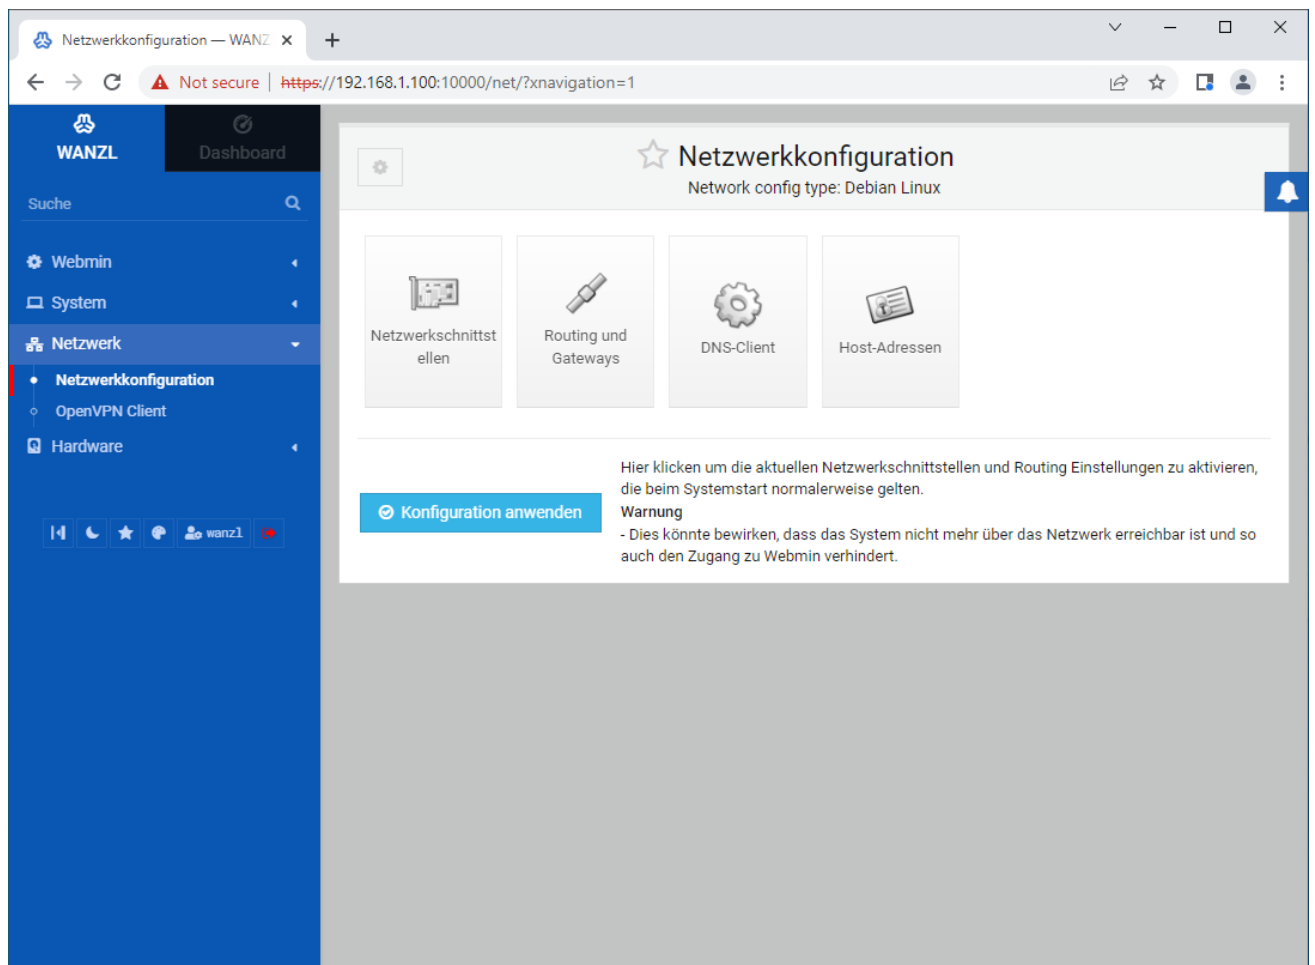 Netzwerkkonfiguration — WANZ
Not secure | https://192.168.1.100:10000/net/?xnavigation=1
WANZL
Dashboard
Suche
Webmin
System
Netzwerk
Netzwerkkonfiguration
OpenVPN Client
Hardware
wanzl
Netzwerkkonfiguration
Network config type: Debian Linux
Netzwerkschnittst
ellen
Routing und
Gateways
DNS-Client
Host-Adressen
Konfiguration anwenden
Hier klicken um die aktuellen Netzwerkschnittstellen und Routing Einstellungen zu aktivieren,
die beim Systemstart normalerweise gelten.
Warnung
- Dies könnte bewirken, dass das System nicht mehr über das Netzwerk erreichbar ist und so
auch den Zugang zu Webmin verhindert.